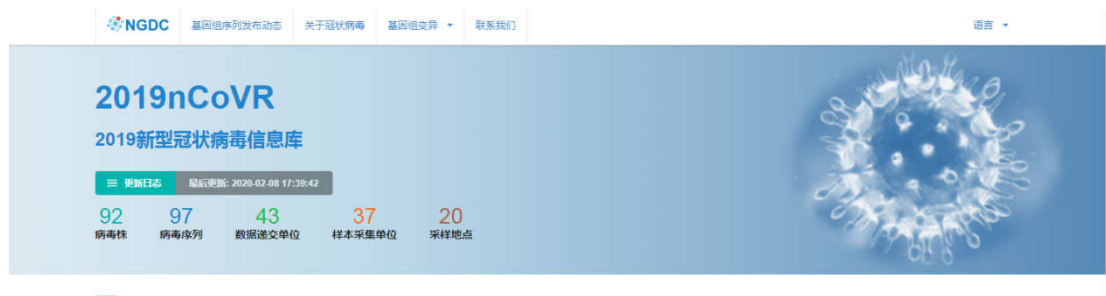 NGDC 基因组序列发布动态 关于冠状病毒 基因组变异 联系我们 语言
2019nCoVR
2019新型冠状病毒信息库
更新日志 最后更新: 2020-02-08 17:39:42
92 97 43 37 20
病毒株 病毒序列 数据递交单位 样本采集单位 采样地点